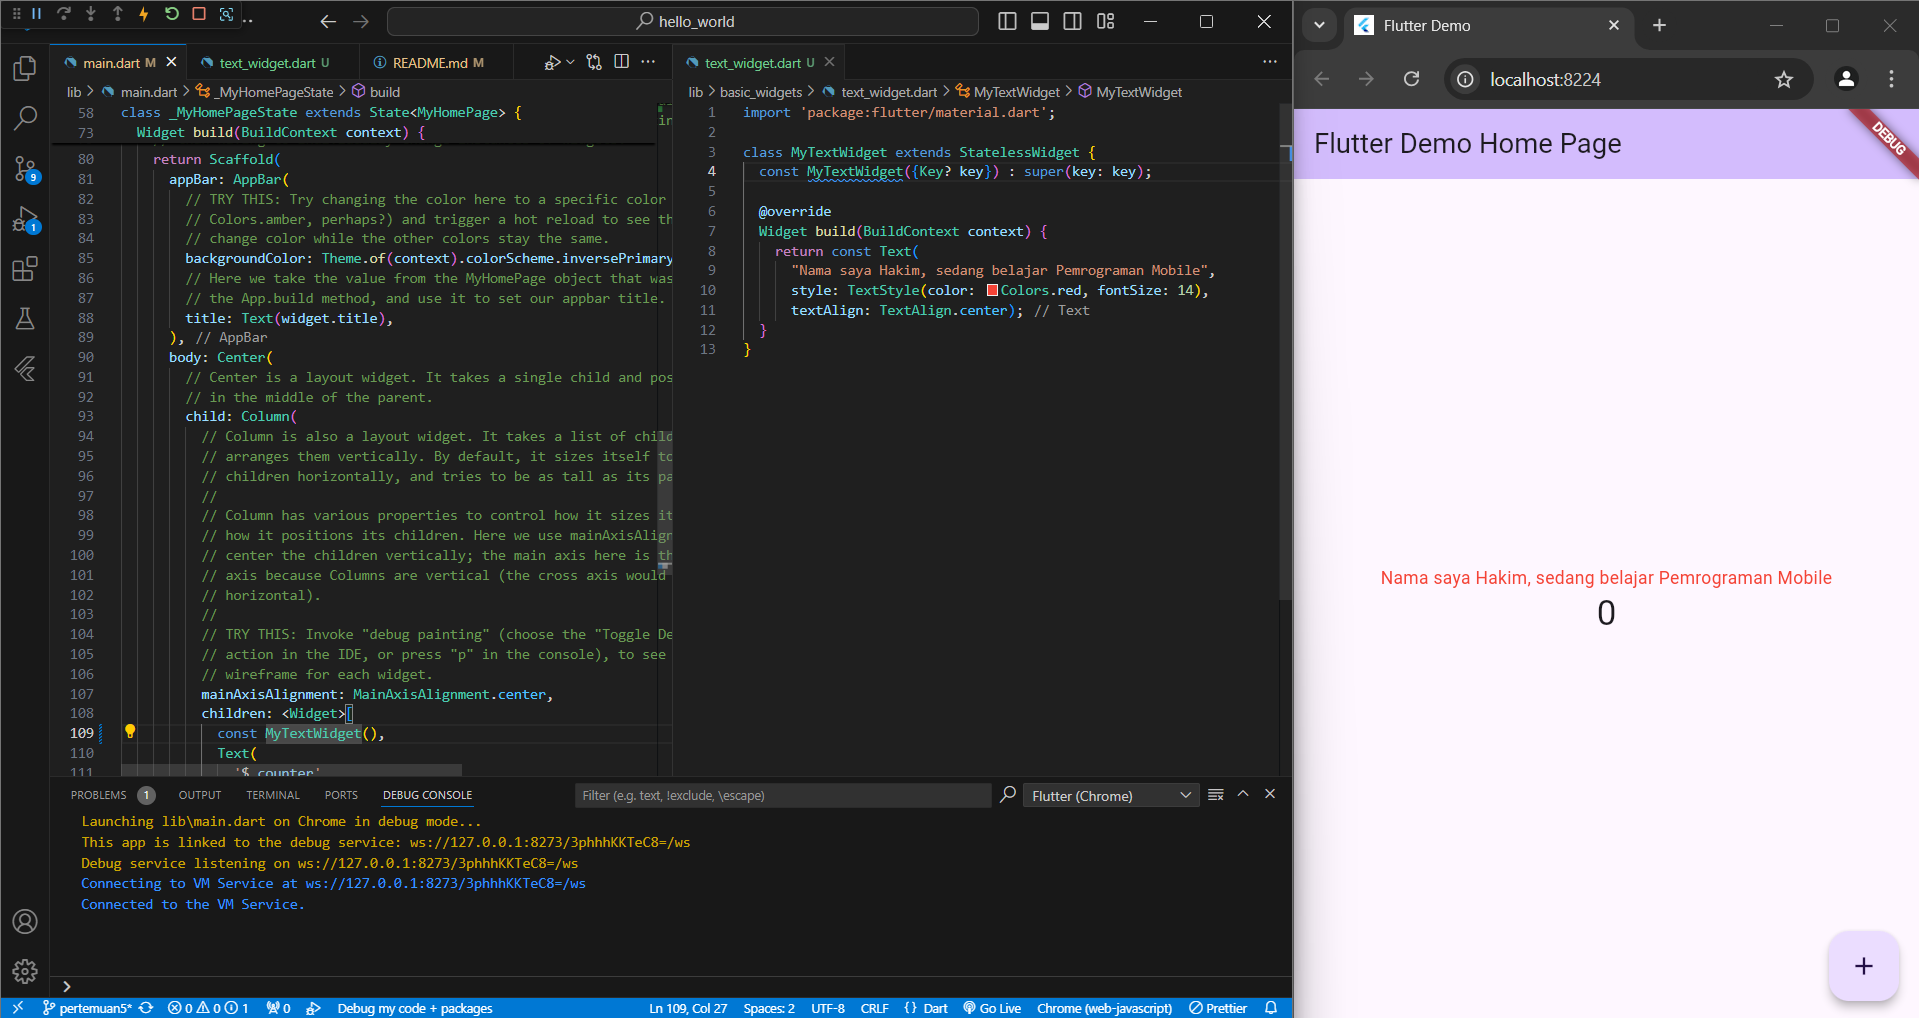 hello_world
main.dart M
text_widget.dart U
README.md M
lib > main.dart > _MyHomePageState > build
58 class _MyHomePageState extends State<MyHomePage> {
73 Widget build(BuildContext context) {
80 return Scaffold(
81 appBar: AppBar(
82 // TRY THIS: Try changing the color here to a specific color
83 // Colors.amber, perhaps?) and trigger a hot reload to see th
84 // change color while the other colors stay the same.
85 backgroundColor: Theme.of(context).colorScheme.inversePrimary
86 // Here we take the value from the MyHomePage object that was
87 // the App.build method, and use it to set our appbar title.
88 title: Text(widget.title),
89 ), // AppBar
90 body: Center(
91 // Center is a layout widget. It takes a single child and pos
92 // in the middle of the parent.
93 child: Column(
94 // Column is also a layout widget. It takes a list of child
95 // arranges them vertically. By default, it sizes itself to
96 // children horizontally, and tries to be as tall as its pa
97 //
98 // Column has various properties to control how it sizes it
99 // how it positions its children. Here we use mainAxisAlign
100 // center the children vertically; the main axis here is th
101 // axis because Columns are vertical (the cross axis would
102 // horizontal).
103 //
104 // TRY THIS: Invoke "debug painting" (choose the "Toggle De
105 // action in the IDE, or press "p" in the console), to see
106 // wireframe for each widget.
107 mainAxisAlignment: MainAxisAlignment.center,
108 children: <Widget>[
109 const MyTextWidget(),
110 Text(
111 '$_counter'
text_widget.dart U
lib > basic_widgets > text_widget.dart > MyTextWidget > MyTextWidget
1 import 'package:flutter/material.dart';
2
3 class MyTextWidget extends StatelessWidget {
4 const MyTextWidget({Key? key}) : super(key: key);
5
6 @override
7 Widget build(BuildContext context) {
8 return const Text(
9 "Nama saya Hakim, sedang belajar Pemrograman Mobile",
10 style: TextStyle(color: Colors.red, fontSize: 14),
11 textAlign: TextAlign.center); // Text
12 }
13 }
9
1
PROBLEMS 1 OUTPUT TERMINAL PORTS DEBUG CONSOLE
Filter (e.g. text, !exclude, \escape)
Flutter (Chrome)
Launching lib\main.dart on Chrome in debug mode...
This app is linked to the debug service: ws://127.0.0.1:8273/3phhhKKTeC8=/ws
Debug service listening on ws://127.0.0.1:8273/3phhhKKTeC8=/ws
Connecting to VM Service at ws://127.0.0.1:8273/3phhhKKTeC8=/ws
Connected to the VM Service.
pertemuan5* 0 0 1 0 Debug my code + packages Ln 109, Col 27 Spaces: 2 UTF-8 CRLF {} Dart Go Live Chrome (web-javascript) Prettier
Flutter Demo
localhost:8224
Flutter Demo Home Page
DEBUG
Nama saya Hakim, sedang belajar Pemrograman Mobile
0
+